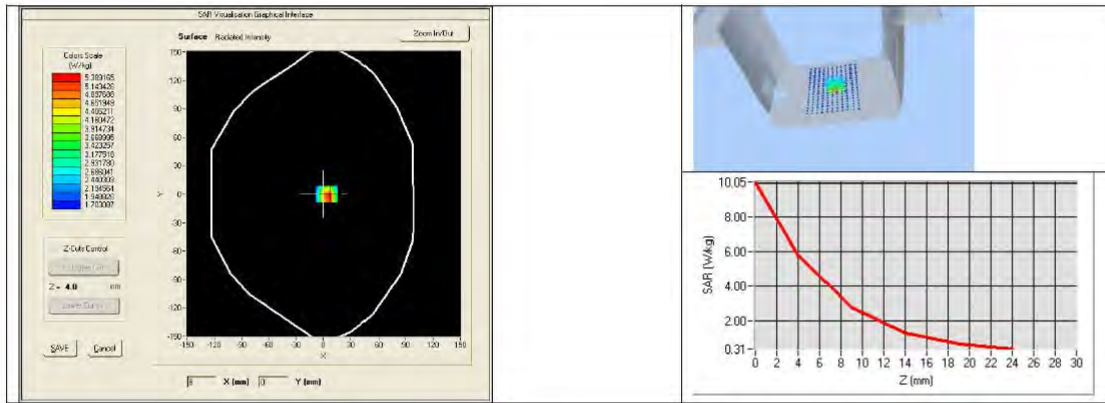 SAR Visualisation Graphical Interface
Surface Radiated Intensity
Zoom In/Out
Colors Scale
(W/kg)
5.389165
5.143426
4.897688
4.651949
4.406211
4.160472
3.914734
3.668995
3.423257
3.177518
2.931780
2.686041
2.440303
2.194564
1.948826
1.703087
Z-Cuts Control
Z = 4.0 mm
SAVE
Cancel
150
120
90
60
30
0
-30
-60
-90
-120
-150
Y
-150 -120 -90 -60 -30 0 30 60 90 120 150
X
8 X (mm) 0 Y (mm)
10.05
8.00
6.00
4.00
2.00
0.31
SAR (W/kg)
0 2 4 6 8 10 12 14 16 18 20 22 24 26 28 30
Z (mm)